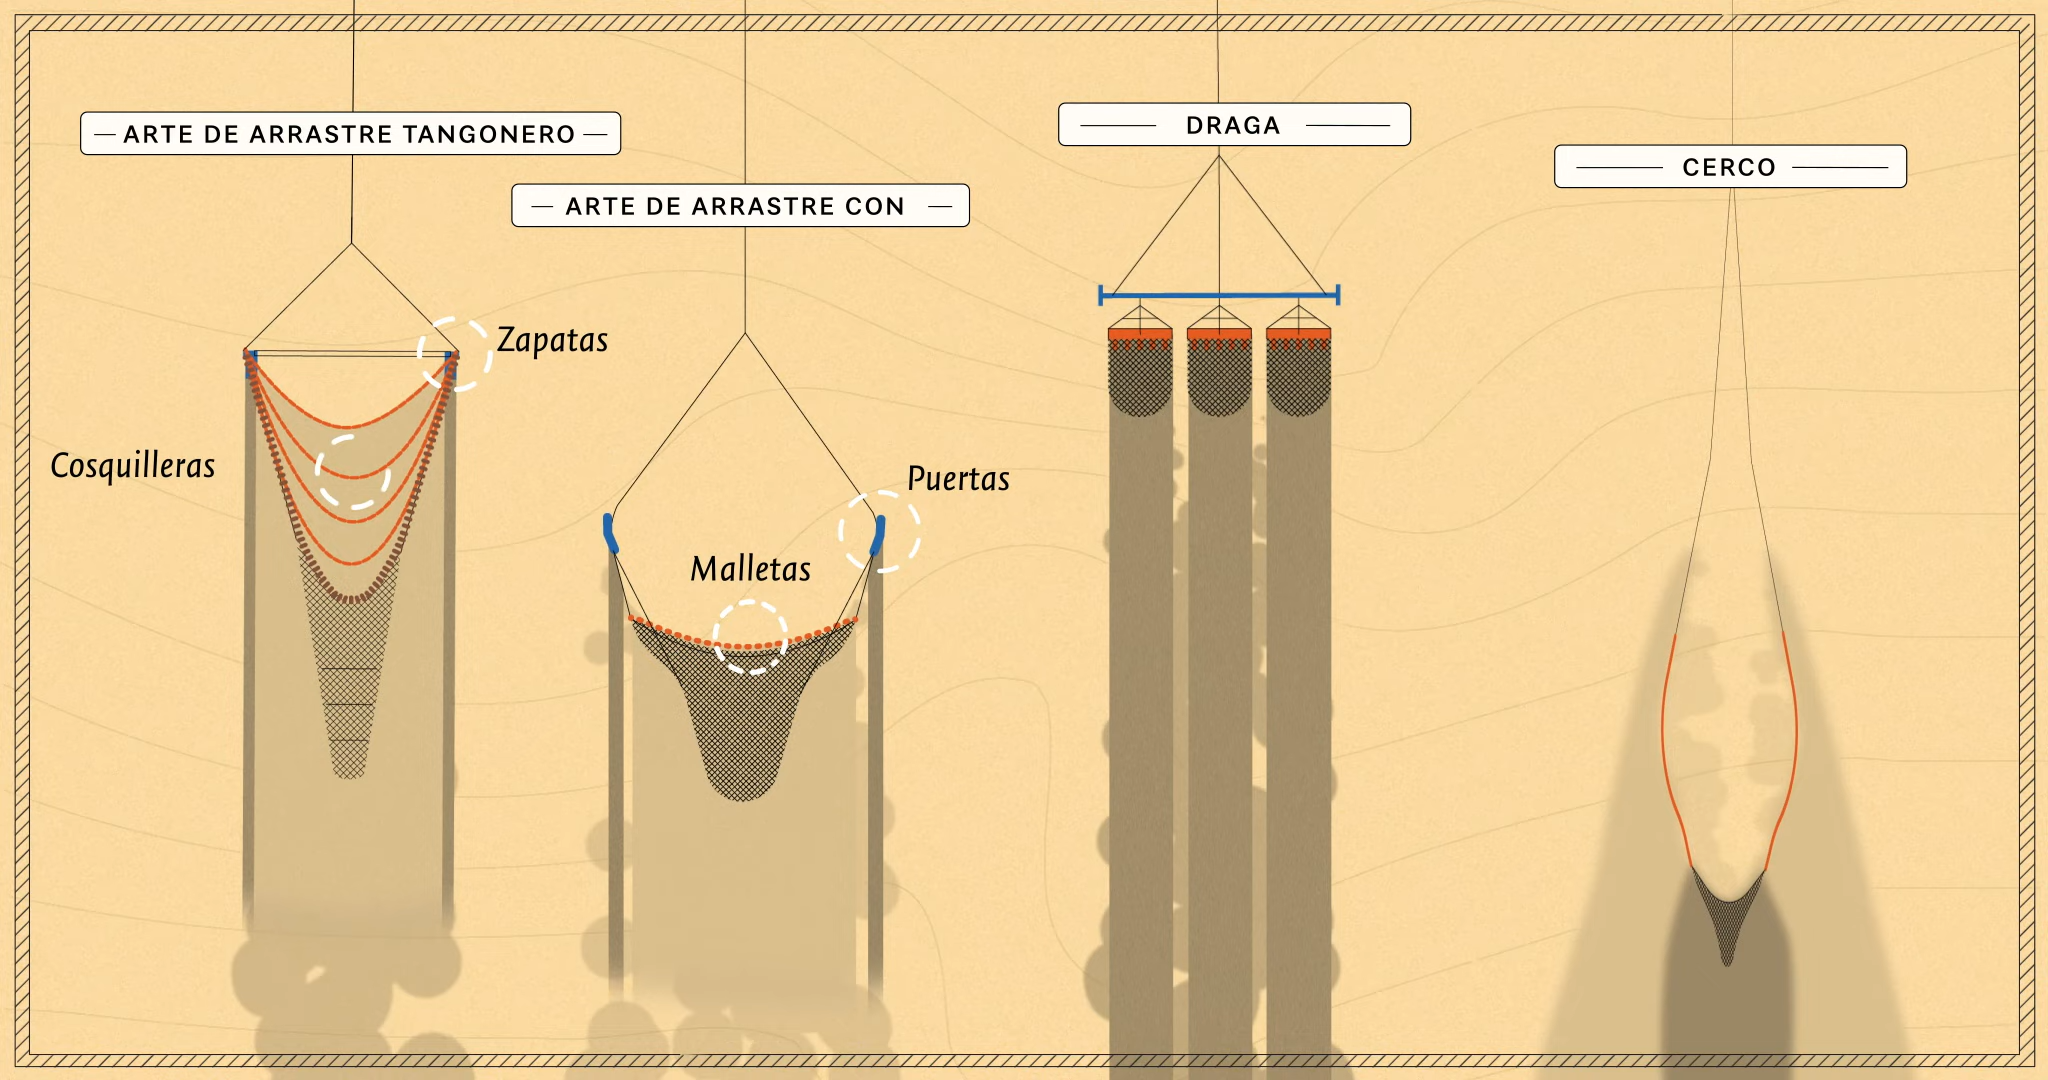 ARTE DE ARRASTRE TANGONERO
ARTE DE ARRASTRE CON
DRAGA
CERCO
Zapatas
Cosquilleras
Puertas
Malletas